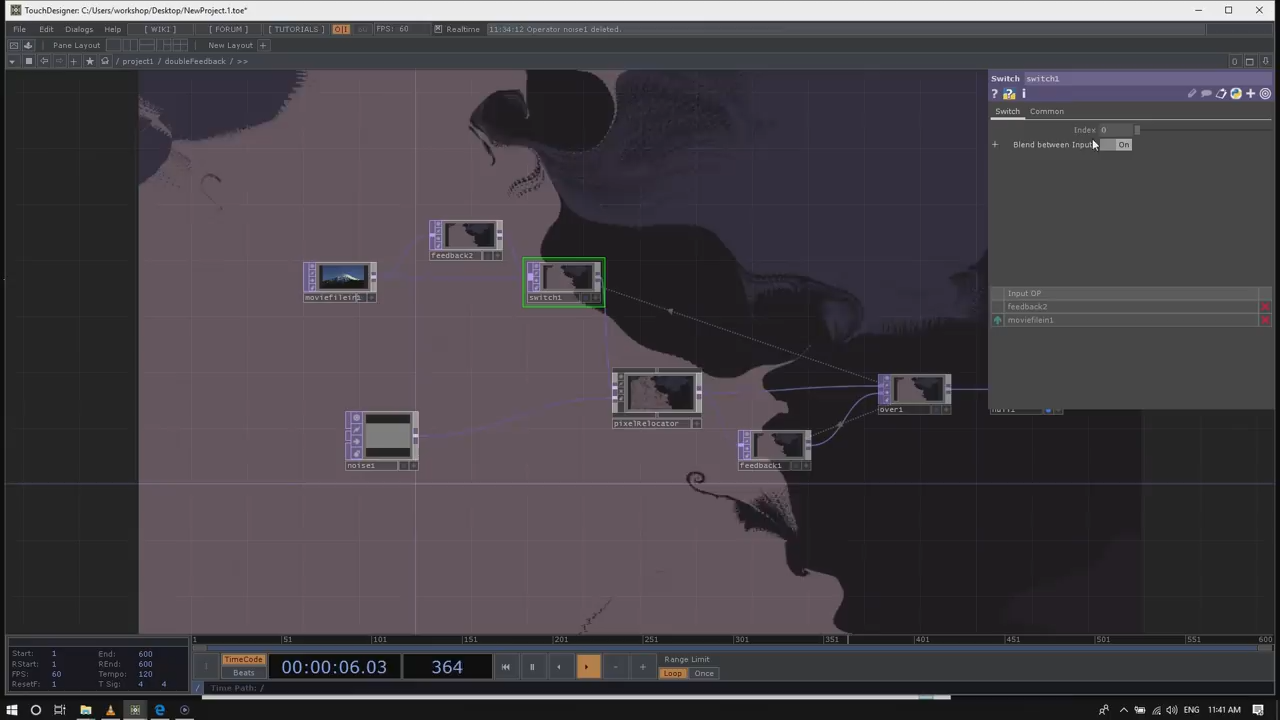 TouchDesigner: C:/Users/workshop/Desktop/NewProject.1.toe*
File Edit Dialogs Help [ WIKI ] [ FORUM ] [ TUTORIALS ] O|I FPS: 60 Realtime 11:34:12 Operator noise1 deleted.
Pane Layout New Layout +
/ project1 / doubleFeedback / >>
Switch switch1
? ? i
Switch Common
Index 0
+ Blend between Input On
feedback2
moviefilein1
switch1
Input OP
feedback2
moviefilein1
over1
pixelRelocator
noise1
feedback1
1 51 101 151 201 251 301 351 401 451 501 551 600
Start: 1 End: 600
RStart: 1 REnd: 600
FPS: 60 Tempo: 120
ResetF: 1 T Sig: 4 4
TimeCode
Beats
00:00:06.03 364
Range Limit
Loop Once
/ Time Path: /
11:41 AM